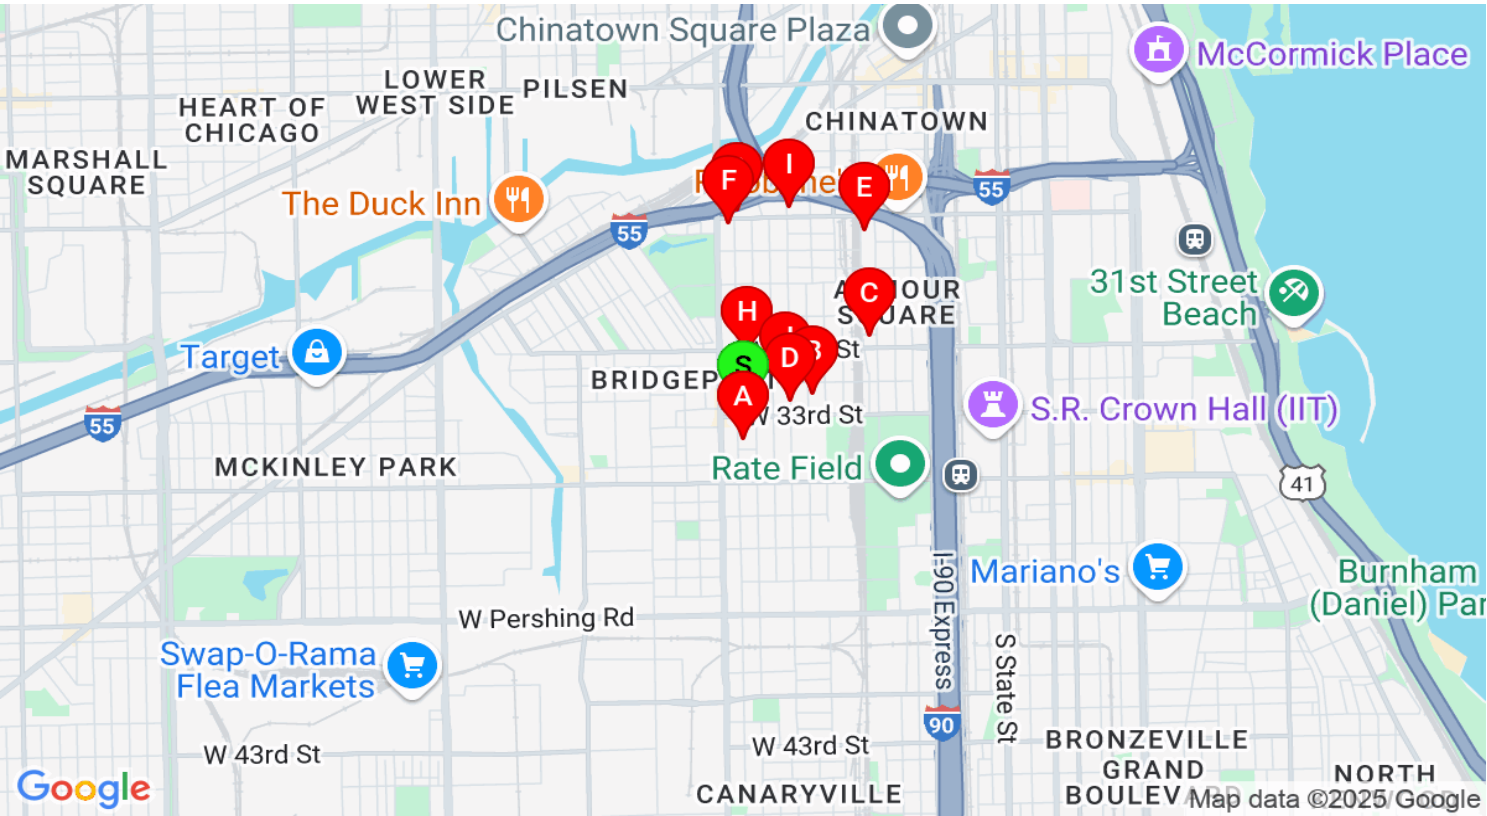 Chinatown Square Plaza
McCormick Place
LOWER
WEST SIDE
PILSEN
HEART OF
CHICAGO
CHINATOWN
MARSHALL
SQUARE
The Duck Inn
F
I
E
55
55
31st Street
Beach
H
C
SQUARE
Target
S
D
B
St
BRIDGEP
A
W 33rd St
S.R. Crown Hall (IIT)
55
MCKINLEY PARK
Rate Field
41
I-90 Express
Mariano's
Burnham
(Daniel) Par
W Pershing Rd
Swap-O-Rama
Flea Markets
S State St
90
W 43rd St
W 43rd St
BRONZEVILLE
GRAND
BOULEV
NORTH
Google
CANARYVILLE
Map data ©2025 Google